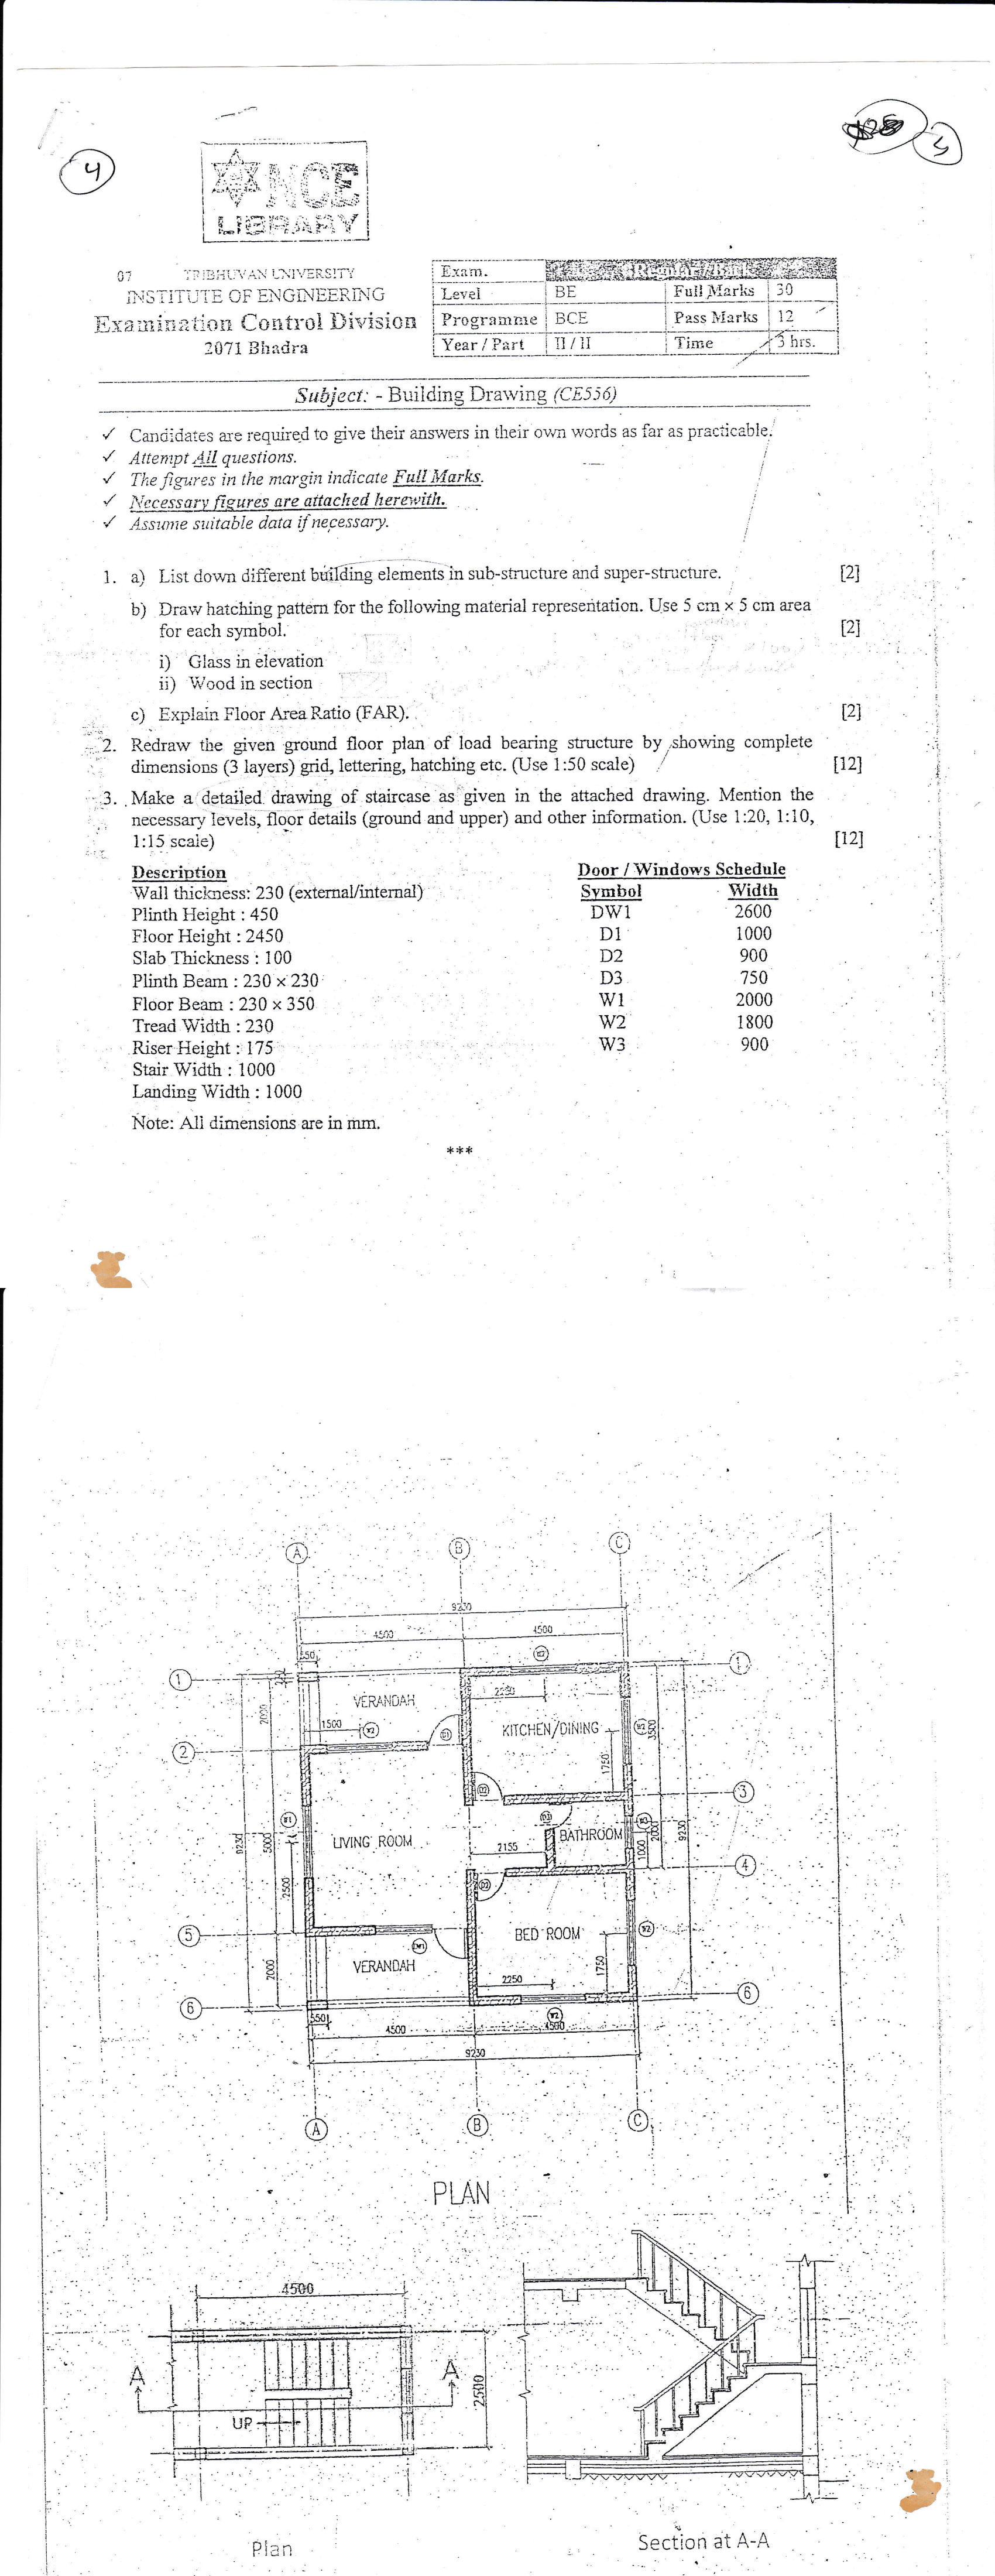 4
5
NCE
LIBRARY
07 TRIBHUVAN UNIVERSITY
INSTITUTE OF ENGINEERING
Examination Control Division
2071 Bhadra
Exam. Regular / Back
Level BE Full Marks 30
Programme BCE Pass Marks 12
Year / Part II / II Time 3 hrs.
Subject: - Building Drawing (CE556)
✓ Candidates are required to give their answers in their own words as far as practicable.
✓ Attempt All questions.
✓ The figures in the margin indicate Full Marks.
✓ Necessary figures are attached herewith.
✓ Assume suitable data if necessary.
1. a) List down different building elements in sub-structure and super-structure. [2]
b) Draw hatching pattern for the following material representation. Use 5 cm × 5 cm area
for each symbol. [2]
i) Glass in elevation
ii) Wood in section
c) Explain Floor Area Ratio (FAR). [2]
2. Redraw the given ground floor plan of load bearing structure by showing complete
dimensions (3 layers) grid, lettering, hatching etc. (Use 1:50 scale) [12]
3. Make a detailed drawing of staircase as given in the attached drawing. Mention the
necessary levels, floor details (ground and upper) and other information. (Use 1:20, 1:10,
1:15 scale) [12]
Description
Wall thickness: 230 (external/internal)
Plinth Height : 450
Floor Height : 2450
Slab Thickness : 100
Plinth Beam : 230 × 230
Floor Beam : 230 × 350
Tread Width : 230
Riser Height : 175
Stair Width : 1000
Landing Width : 1000
Door / Windows Schedule
Symbol Width
DW1 2600
D1 1000
D2 900
D3 750
W1 2000
W2 1800
W3 900
Note: All dimensions are in mm.
***
A B C
9230
4500 4500
W2
1 1
VERANDAH
2250
2000
1500 W2 D1
KITCHEN/DINING
3500
1750
2
D2
3
W1
D3
W3
LIVING ROOM
BATHROOM
9230
5000
2155
1000
2000
9230
4
2500
D2
5
BED ROOM
W2
DW1
VERANDAH
2000
2250
1750
6 6
550
W2
4500 4500
9230
A B C
PLAN
4500
A A
2500
UP
Plan
Section at A-A